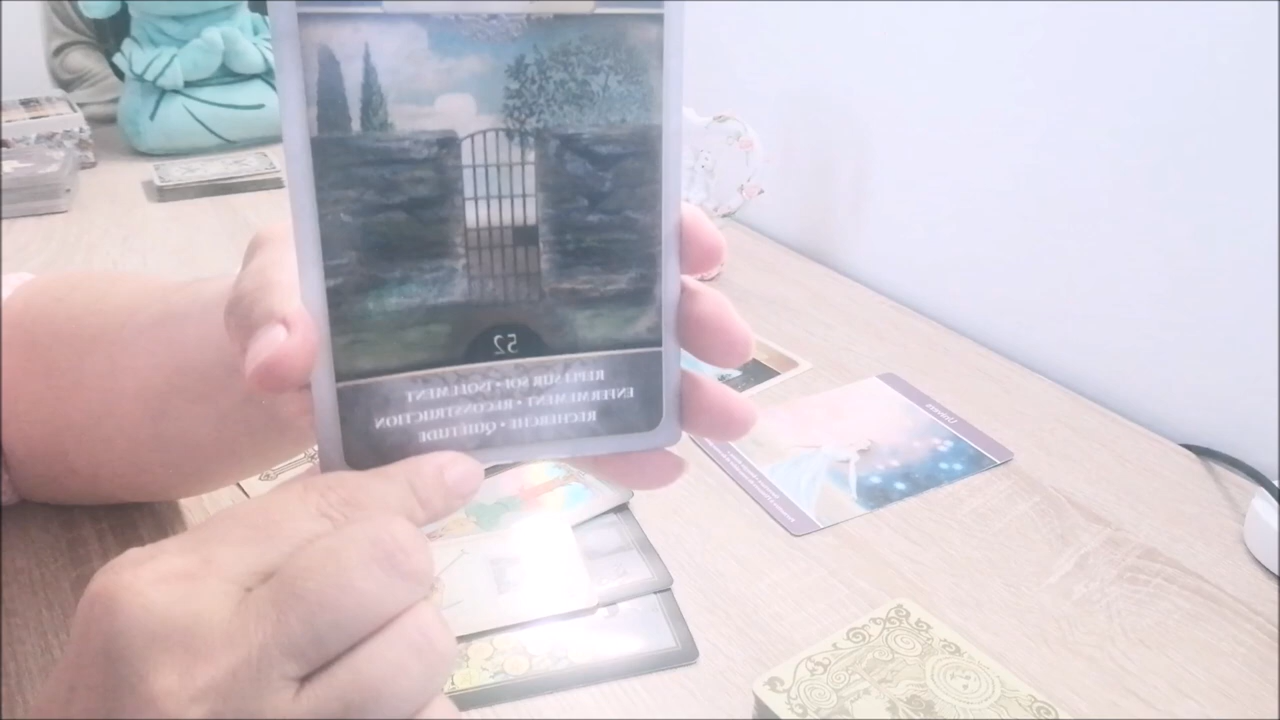 52
REPLI SUR SOI • ISOLEMENT
ENFERMEMENT • RECONSTRUCTION
RECHERCHE • QUIÉTUDE